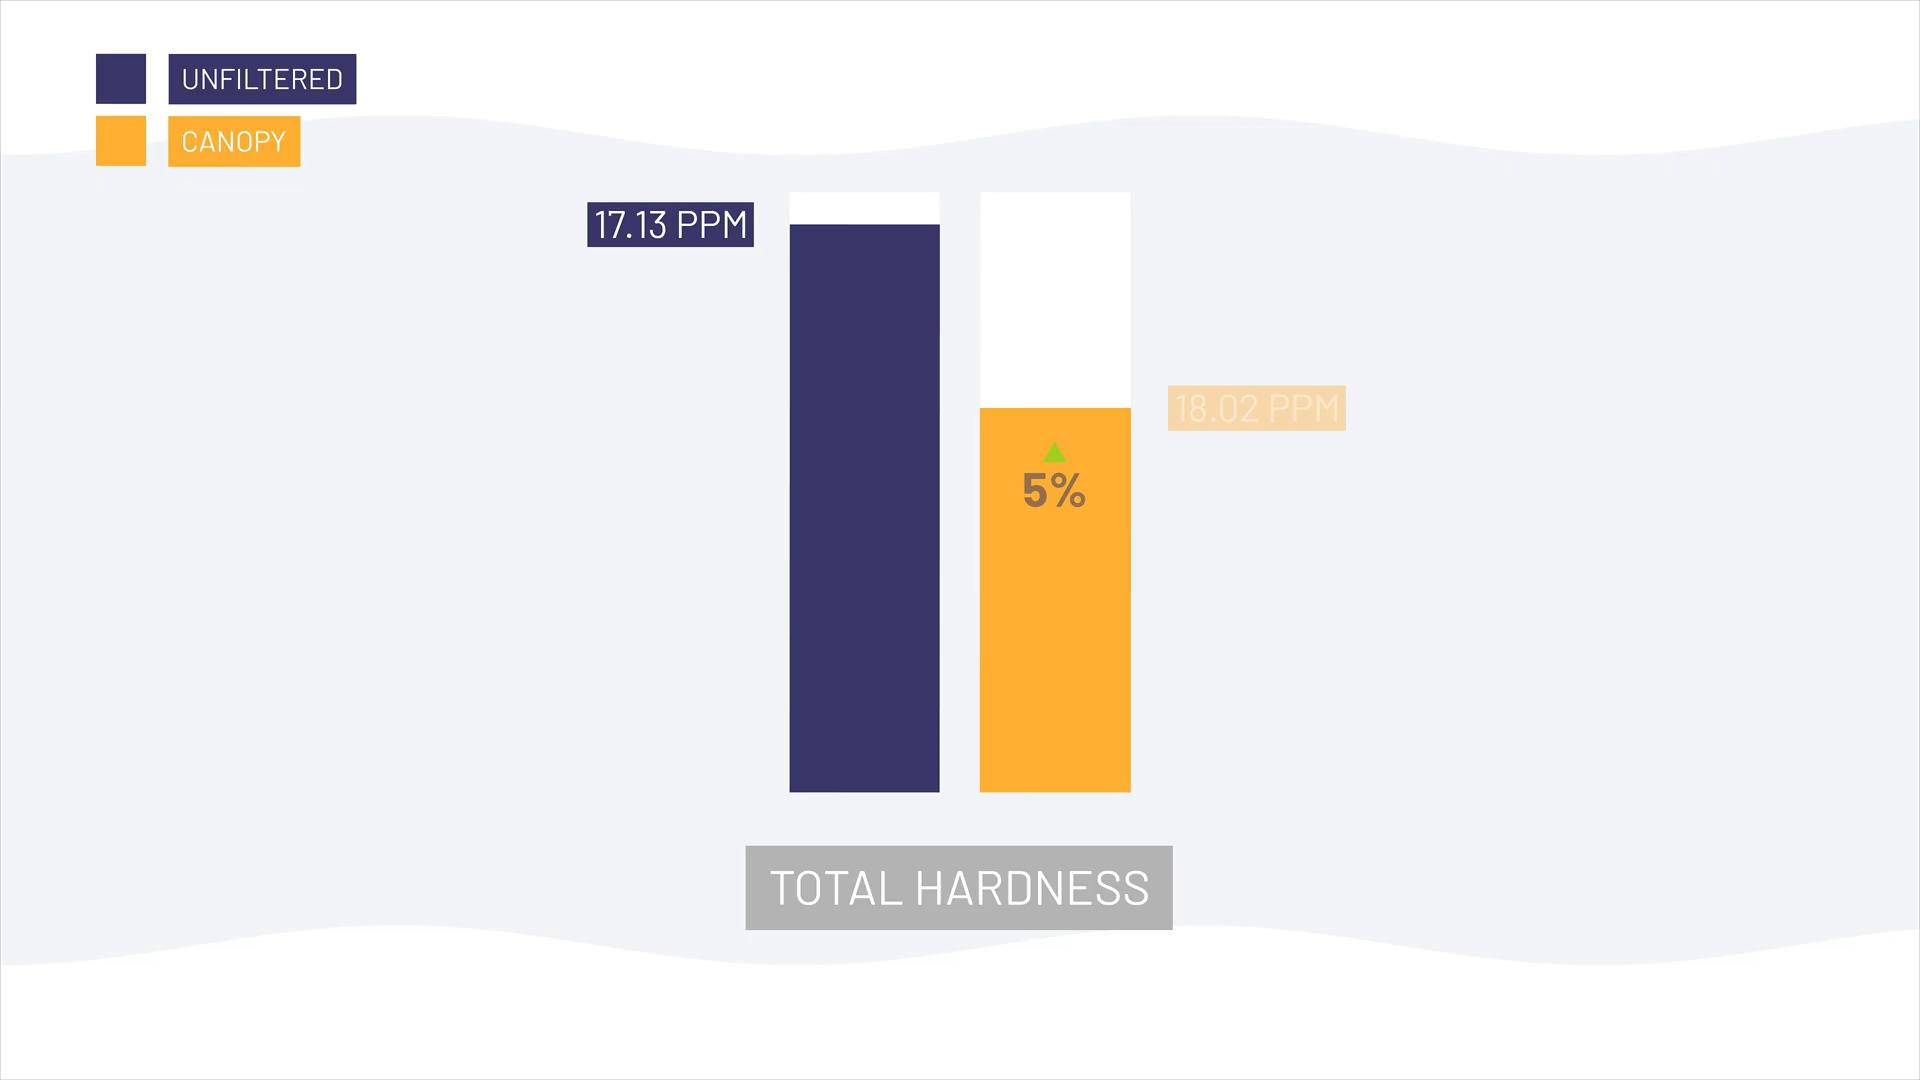 UNFILTERED
CANOPY
17.13 PPM
18.02 PPM
5%
TOTAL HARDNESS